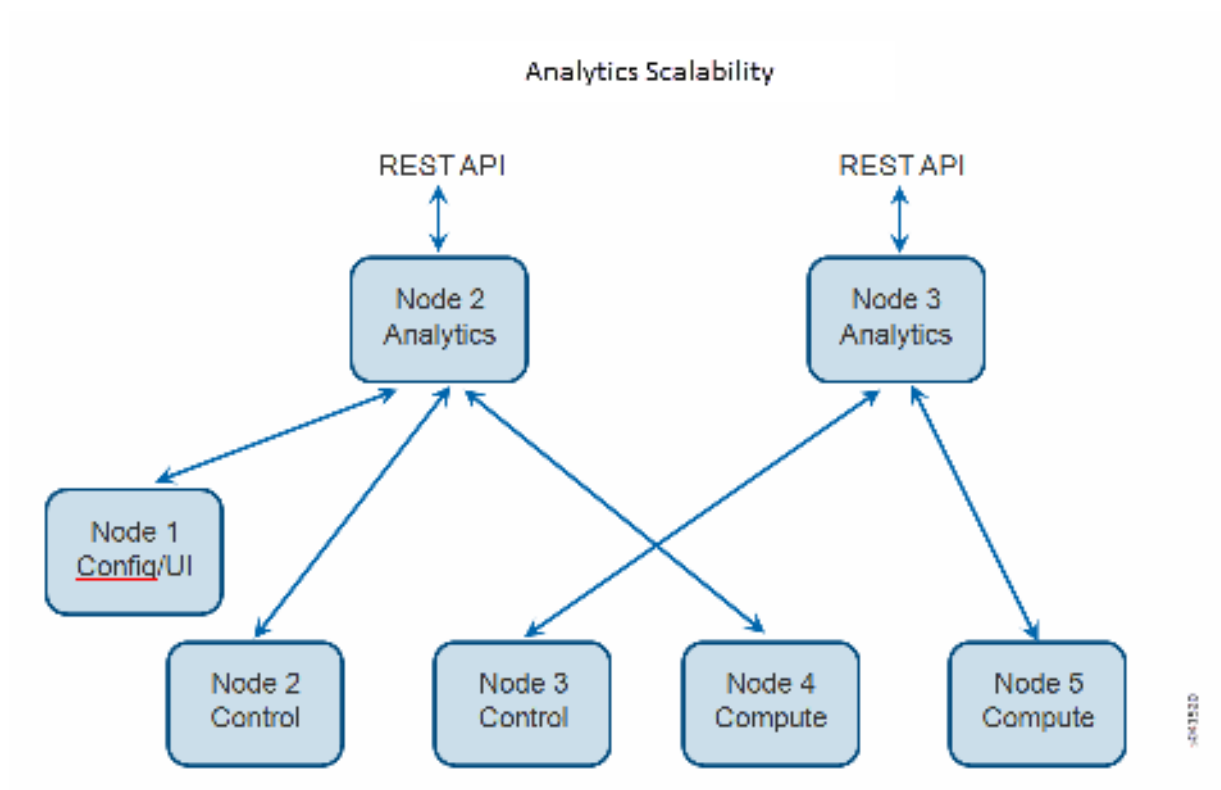 Analytics Scalability
REST API
REST API
Node 2
Analytics
Node 3
Analytics
Node 1
Config/UI
Node 2
Control
Node 3
Control
Node 4
Compute
Node 5
Compute
s041520